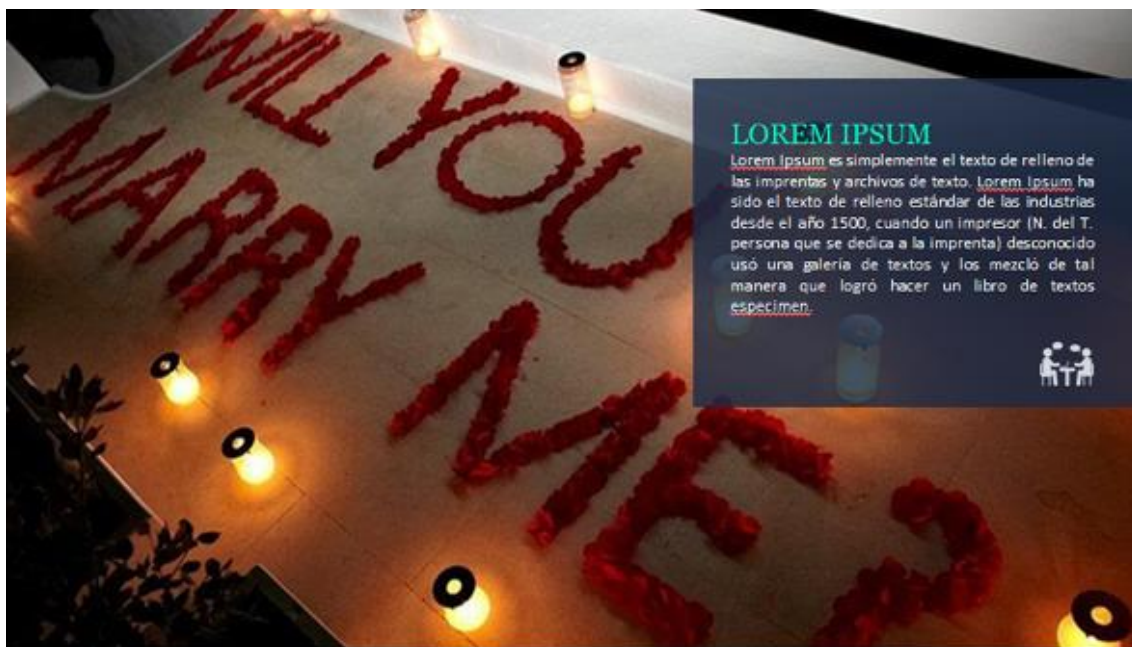 WILL YOU
MARRY ME?
LOREM IPSUM
Lorem Ipsum es simplemente el texto de relleno de
las imprentas y archivos de texto. Lorem Ipsum ha
sido el texto de relleno estándar de las industrias
desde el año 1500, cuando un impresor (N. del T.
persona que se dedica a la imprenta) desconocido
usó una galería de textos y los mezcló de tal
manera que logró hacer un libro de textos
especimen.